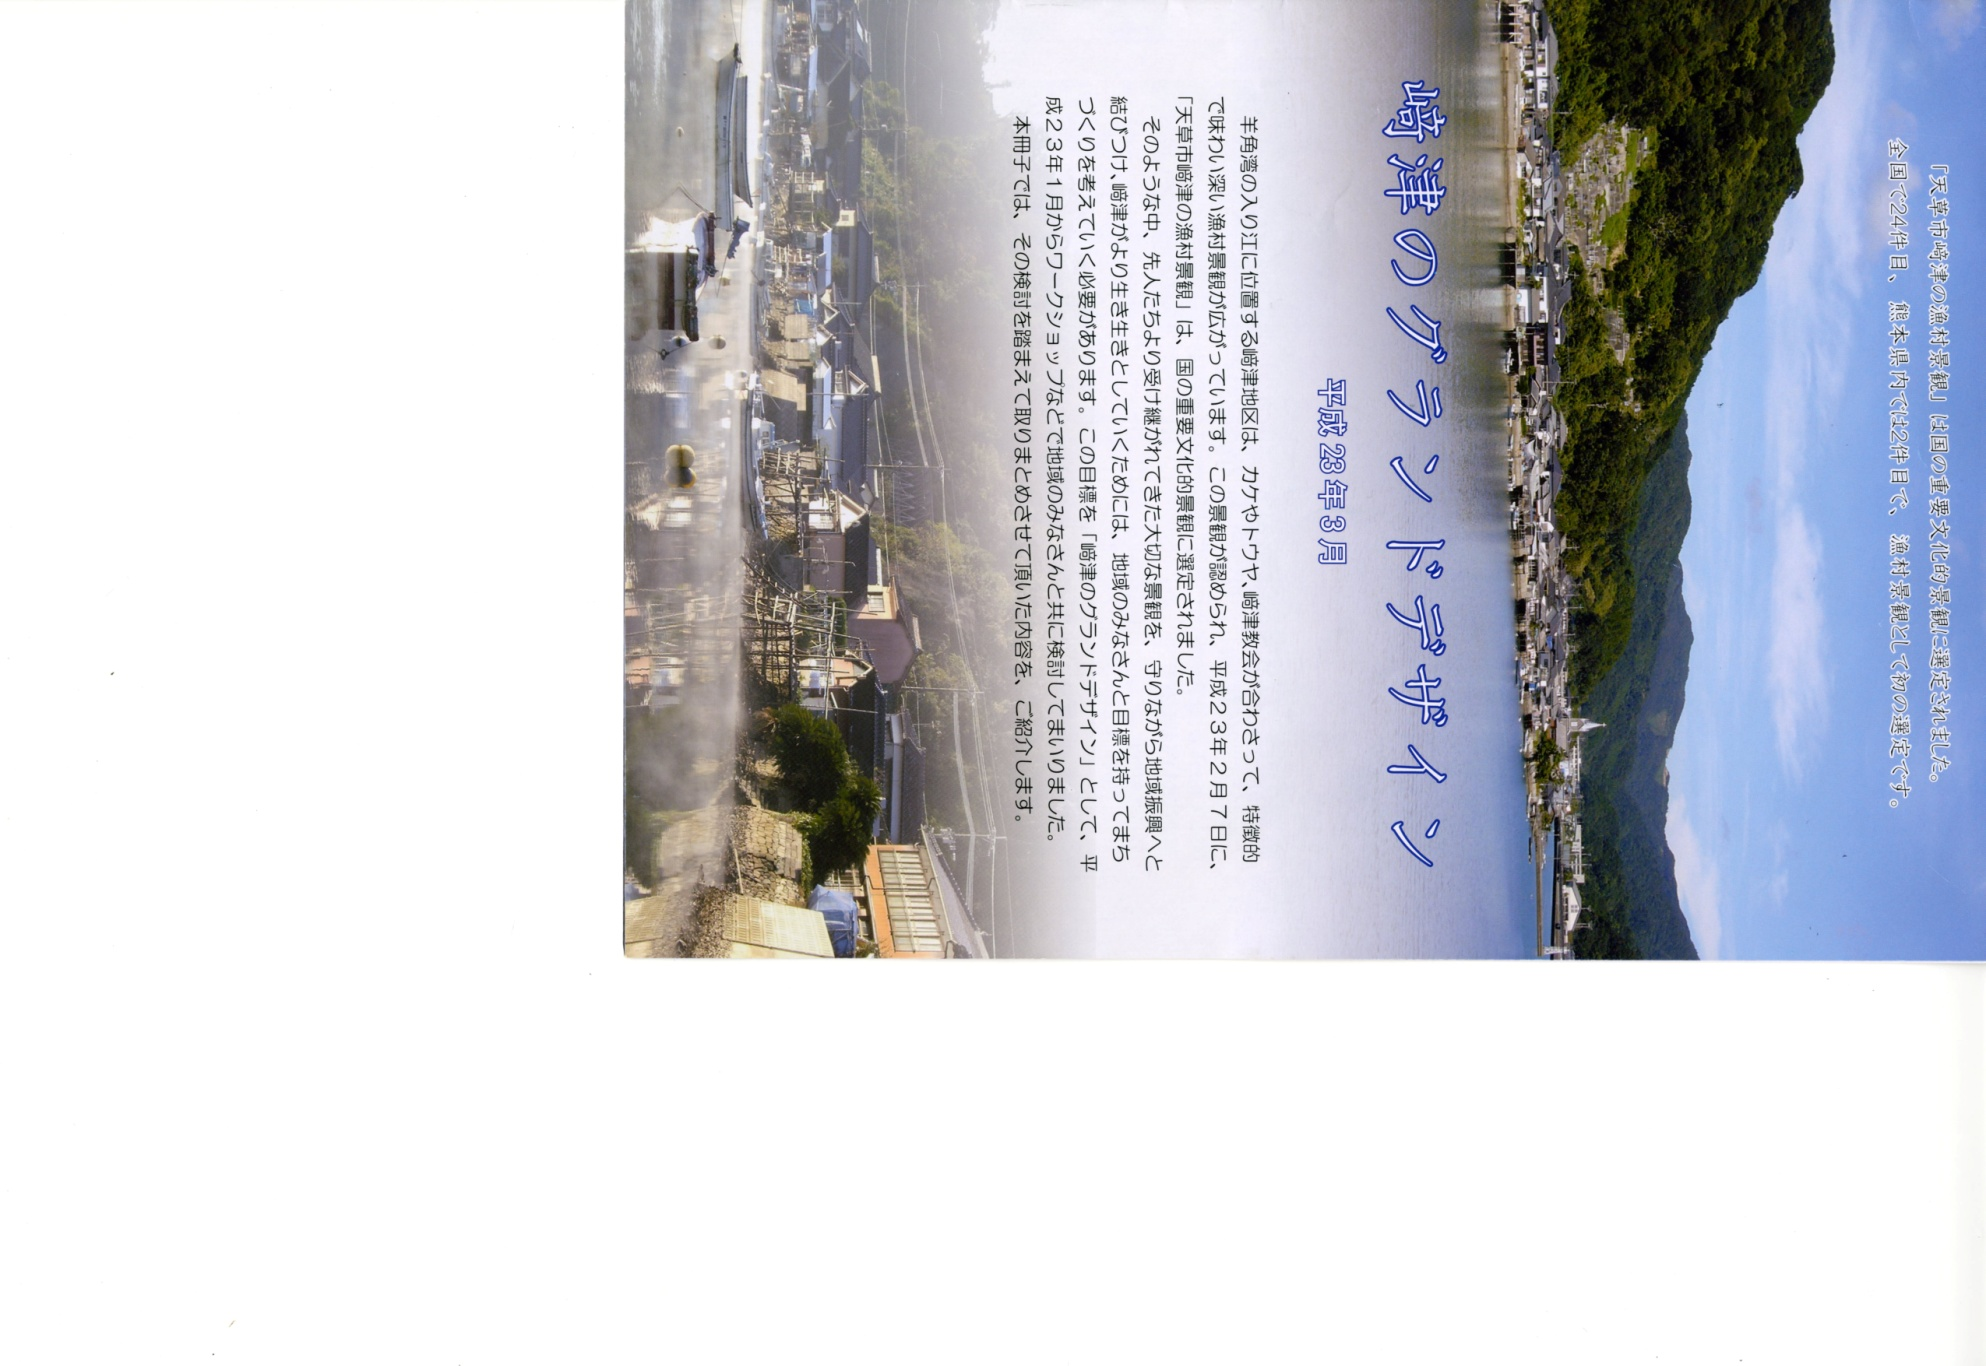 「天草市﨑津の漁村景観」は国の重要文化的景観に選定されました。
全国で24件目、熊本県内では2件目で、漁村景観として初の選定です。
﨑津のグランドデザイン
平成23年3月
羊角湾の入り江に位置する﨑津地区は、カケやトウヤ、﨑津教会が合わさって、特徴的
で味わい深い漁村景観が広がっています。この景観が認められ、平成２３年２月７日に、
「天草市﨑津の漁村景観」は、国の重要文化的景観に選定されました。
そのような中、先人たちより受け継がれてきた大切な景観を、守りながら地域振興へと
結びつけ、﨑津がより生き生きとしていくためには、地域のみなさんと目標を持ってまち
づくりを考えていく必要があります。この目標を「﨑津のグランドデザイン」として、平
成２３年１月からワークショップなどで地域のみなさんと共に検討してまいりました。
本冊子では、その検討を踏まえて取りまとめさせて頂いた内容を、ご紹介します。